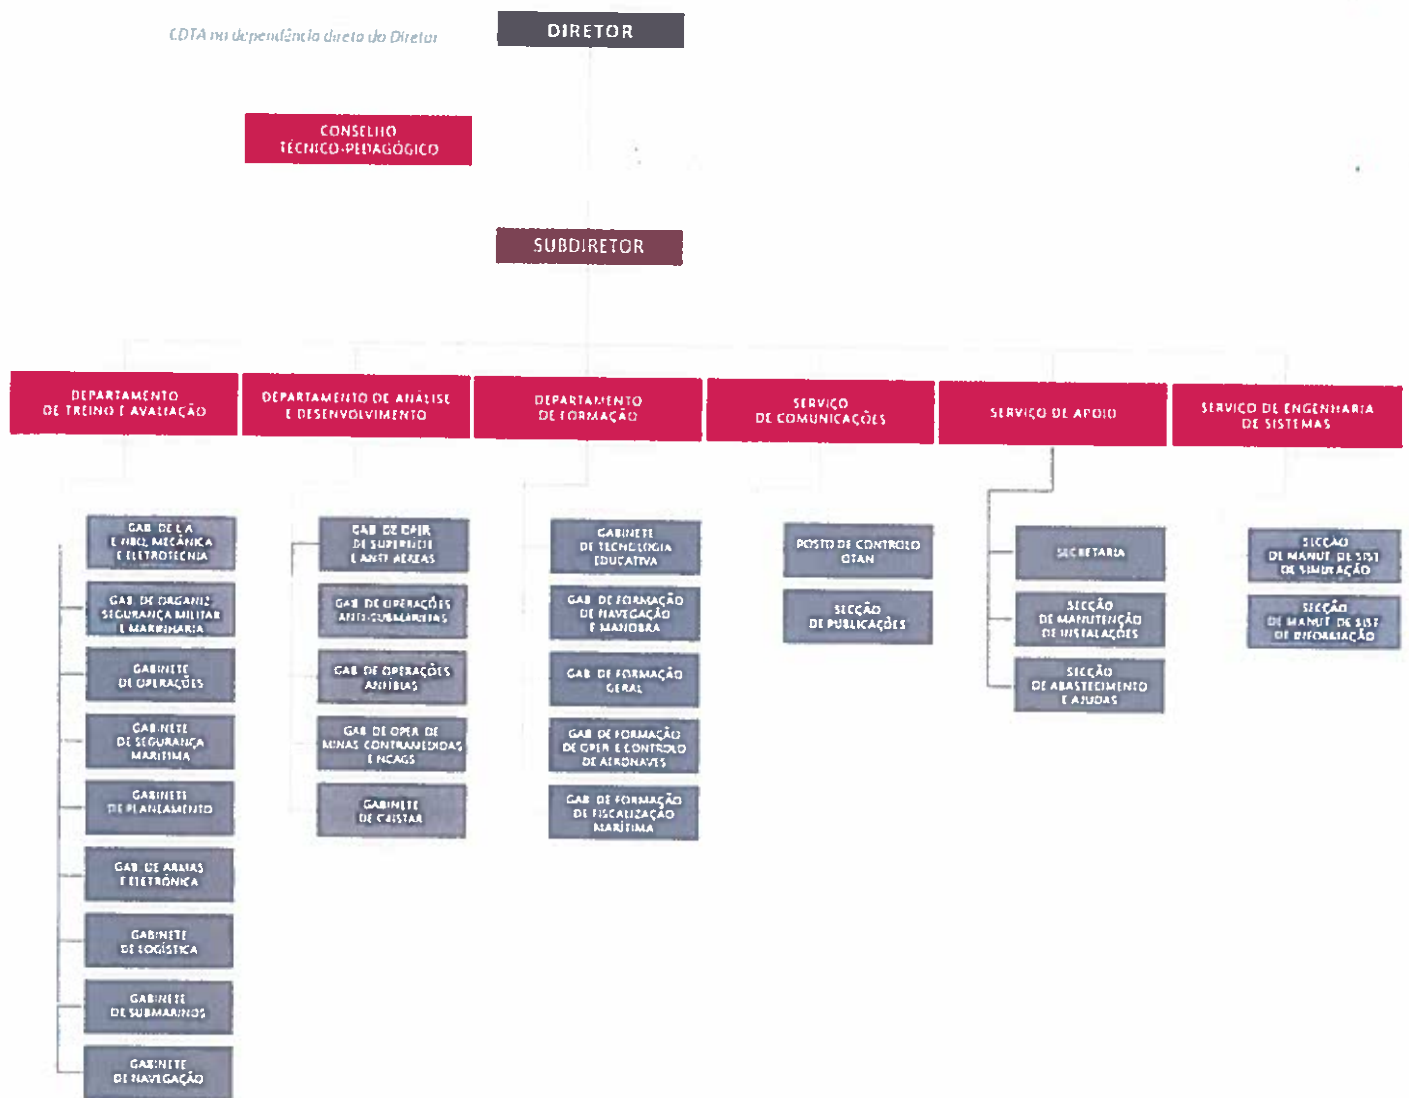 CDTA na dependência direta do Diretor
DIRETOR
CONSELHO
TÉCNICO-PEDAGÓGICO
SUBDIRETOR
DEPARTAMENTO
DE TREINO E AVALIAÇÃO
DEPARTAMENTO DE ANÁLISE
E DESENVOLVIMENTO
DEPARTAMENTO
DE FORMAÇÃO
SERVIÇO
DE COMUNICAÇÕES
SERVIÇO DE APOIO
SERVIÇO DE ENGENHARIA
DE SISTEMAS
GAB. DE L.A.
E NBQ, MECÂNICA
E ELETROTECNIA
GAB. DE ORGANIZ.
SEGURANÇA MILITAR
E MARINHARIA
GABINETE
DE OPERAÇÕES
GABINETE
DE SEGURANÇA
MARÍTIMA
GABINETE
DE PLANEAMENTO
GAB. DE ARMAS
E ELETRÓNICA
GABINETE
DE LOGÍSTICA
GABINETE
DE SUBMARINOS
GABINETE
DE NAVEGAÇÃO
GAB. DE OPER.
DE SUPERFÍCIE
E ANTI-AÉREAS
GAB. DE OPERAÇÕES
ANTI-SUBMARINAS
GAB. DE OPERAÇÕES
ANFÍBIAS
GAB. DE OPER. DE
MINAS, CONTRAMEDIDAS
E NCAGS
GABINETE
DE C4ISTAR
GABINETE
DE TECNOLOGIA
EDUCATIVA
GAB. DE FORMAÇÃO
DE NAVEGAÇÃO
E MANOBRA
GAB. DE FORMAÇÃO
GERAL
GAB. DE FORMAÇÃO
DE OPER. E CONTROLO
DE AERONAVES
GAB. DE FORMAÇÃO
DE FISCALIZAÇÃO
MARÍTIMA
POSTO DE CONTROLO
OTAN
SECÇÃO
DE PUBLICAÇÕES
SECRETARIA
SECÇÃO
DE MANUTENÇÃO
DE INSTALAÇÕES
SECÇÃO
DE ABASTECIMENTO
E AJUDAS
SECÇÃO
DE MANUT. DE SIST.
DE SIMULAÇÃO
SECÇÃO
DE MANUT. DE SIST.
DE INFORMAÇÃO